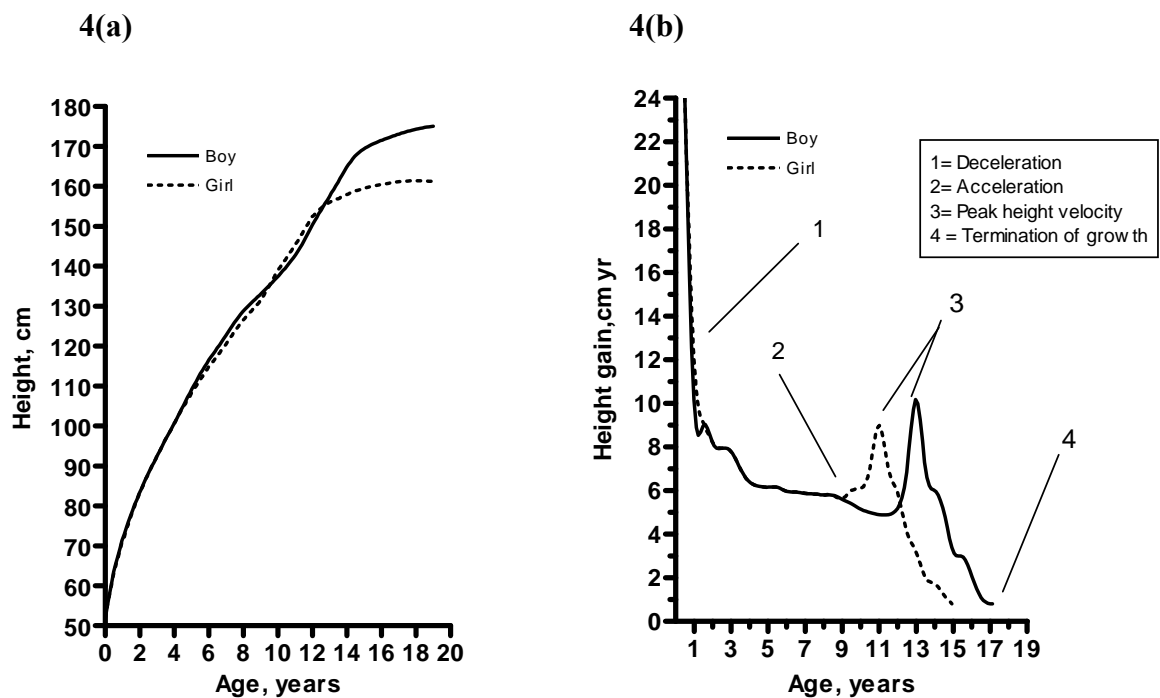 4(a)
180
170
160
150
140
130
120
110
100
90
80
70
60
50
0 2 4 6 8 10 12 14 16 18 20
Height, cm
Age, years
Boy
Girl
4(b)
24
22
20
18
16
14
12
10
8
6
4
2
0
1 3 5 7 9 11 13 15 17 19
Height gain,cm yr
Age, years
Boy
Girl
1
2
3
4
1= Deceleration
2= Acceleration
3= Peak height velocity
4 = Termination of growth